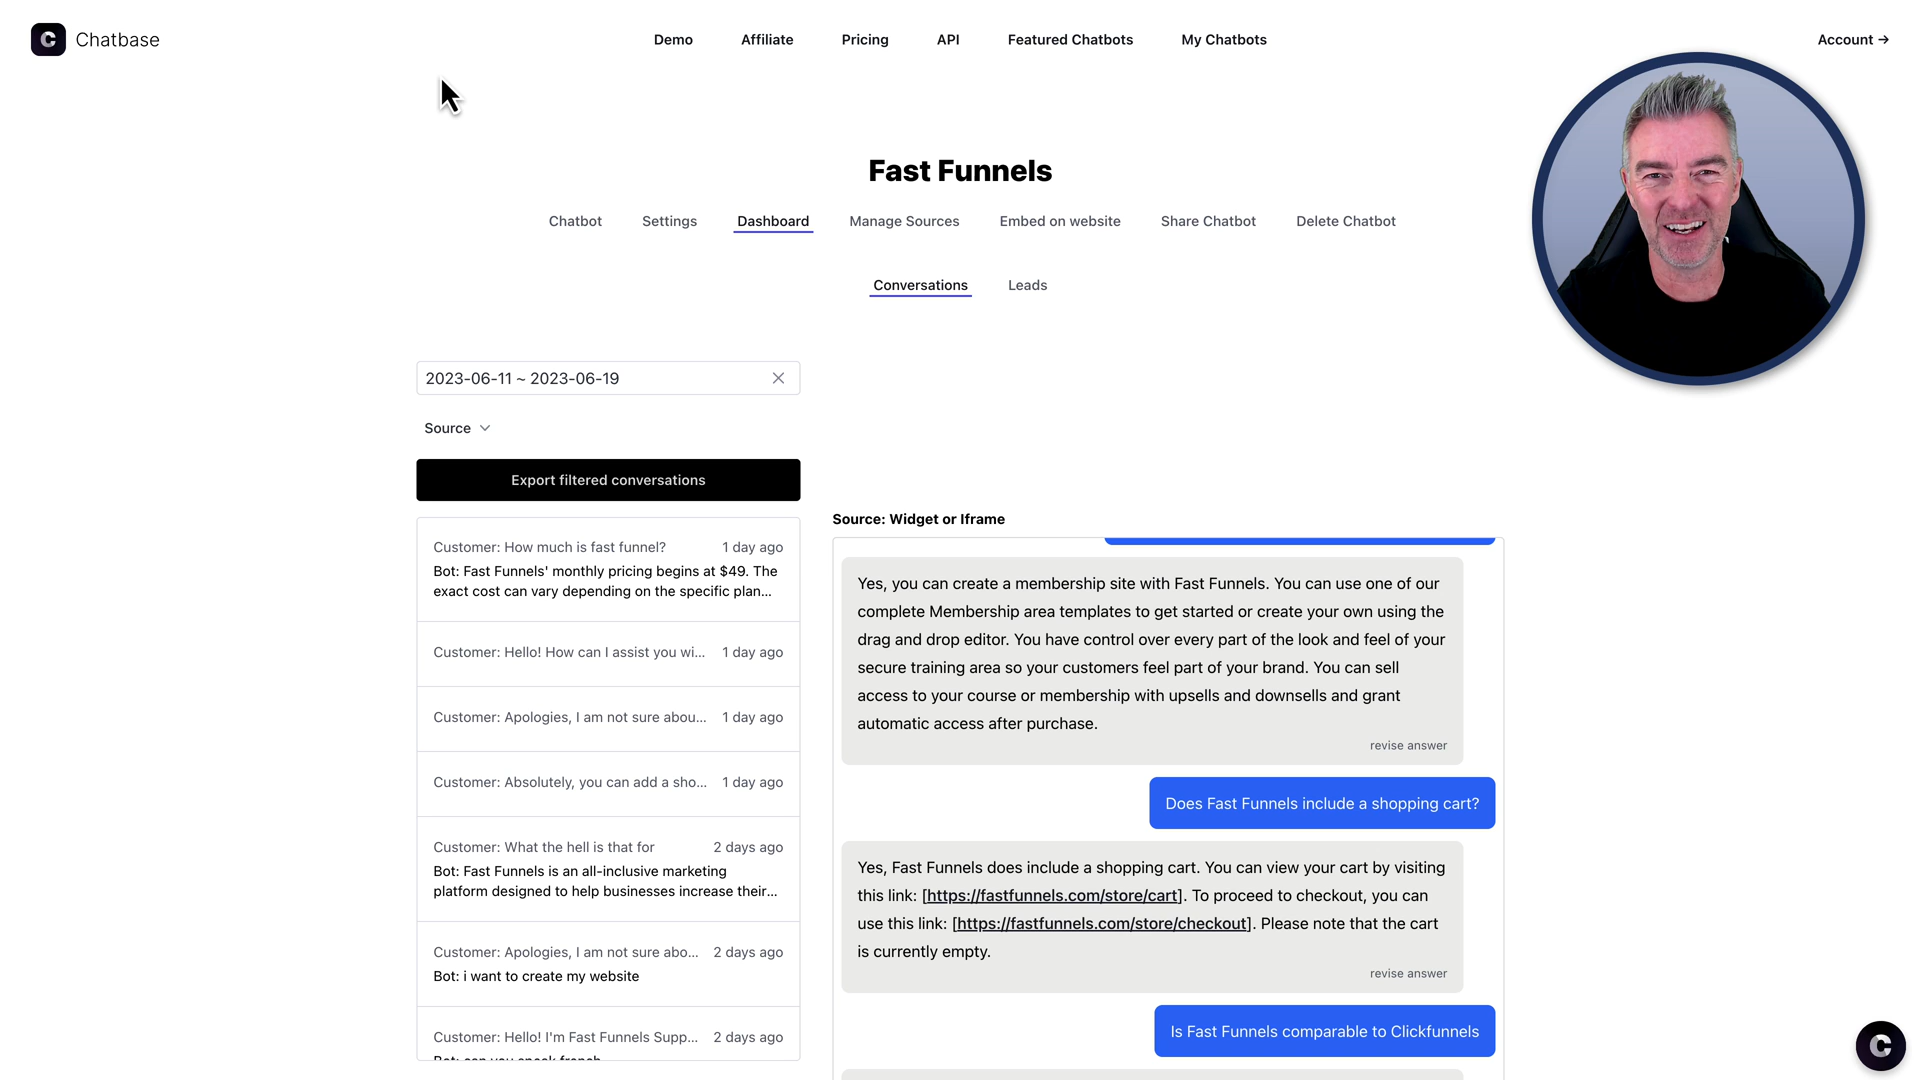 Chatbase
Demo
Affiliate
Pricing
API
Featured Chatbots
My Chatbots
Account →
Fast Funnels
Chatbot
Settings
Dashboard
Manage Sources
Embed on website
Share Chatbot
Delete Chatbot
Conversations
Leads
2023-06-11 ~ 2023-06-19
Source
Export filtered conversations
Customer: How much is fast funnel? 1 day ago
Bot: Fast Funnels' monthly pricing begins at $49. The
exact cost can vary depending on the specific plan...
Customer: Hello! How can I assist you wi... 1 day ago
Customer: Apologies, I am not sure abou... 1 day ago
Customer: Absolutely, you can add a sho... 1 day ago
Customer: What the hell is that for 2 days ago
Bot: Fast Funnels is an all-inclusive marketing
platform designed to help businesses increase their...
Customer: Apologies, I am not sure abo... 2 days ago
Bot: i want to create my website
Customer: Hello! I'm Fast Funnels Supp... 2 days ago
Bot: can you speak french
Source: Widget or Iframe
Yes, you can create a membership site with Fast Funnels. You can use one of our
complete Membership area templates to get started or create your own using the
drag and drop editor. You have control over every part of the look and feel of your
secure training area so your customers feel part of your brand. You can sell
access to your course or membership with upsells and downsells and grant
automatic access after purchase.
revise answer
Does Fast Funnels include a shopping cart?
Yes, Fast Funnels does include a shopping cart. You can view your cart by visiting
this link: [https://fastfunnels.com/store/cart]. To proceed to checkout, you can
use this link: [https://fastfunnels.com/store/checkout]. Please note that the cart
is currently empty.
revise answer
Is Fast Funnels comparable to Clickfunnels